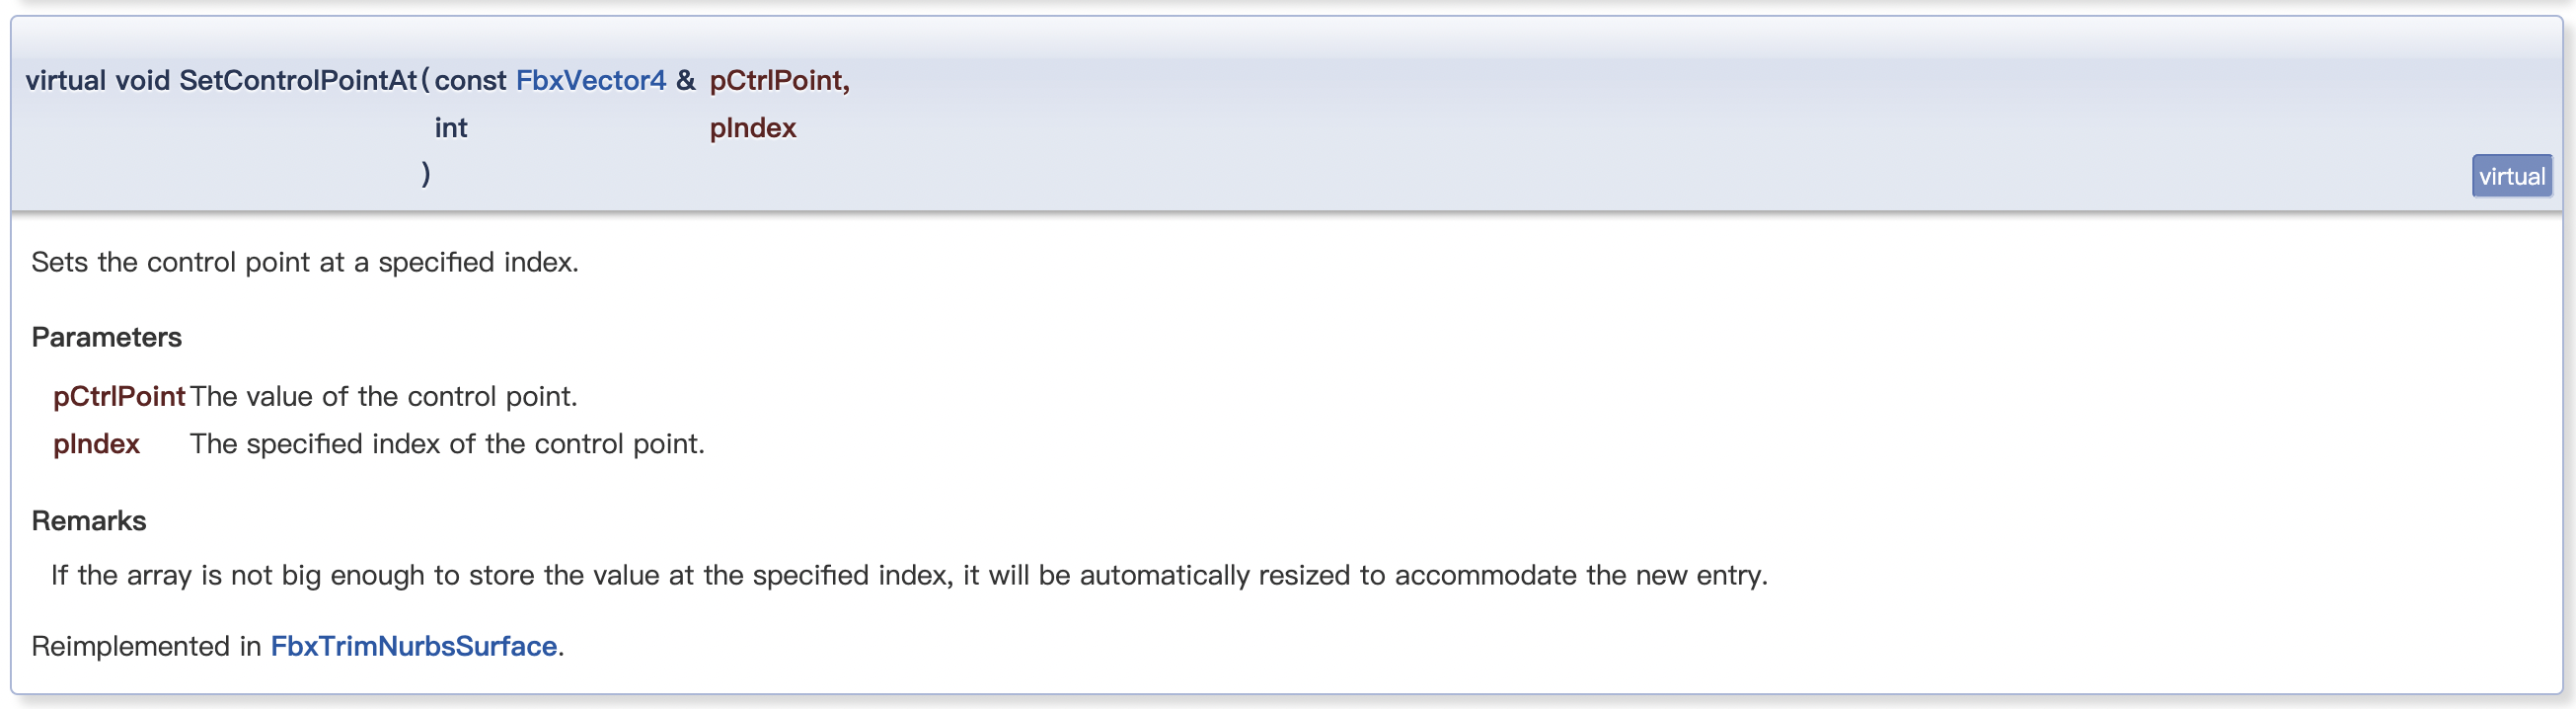 virtual void SetControlPointAt ( const FbxVector4 & pCtrlPoint,
int pIndex
)
virtual
Sets the control point at a specified index.
Parameters
pCtrlPoint The value of the control point.
pIndex The specified index of the control point.
Remarks
If the array is not big enough to store the value at the specified index, it will be automatically resized to accommodate the new entry.
Reimplemented in FbxTrimNurbsSurface.